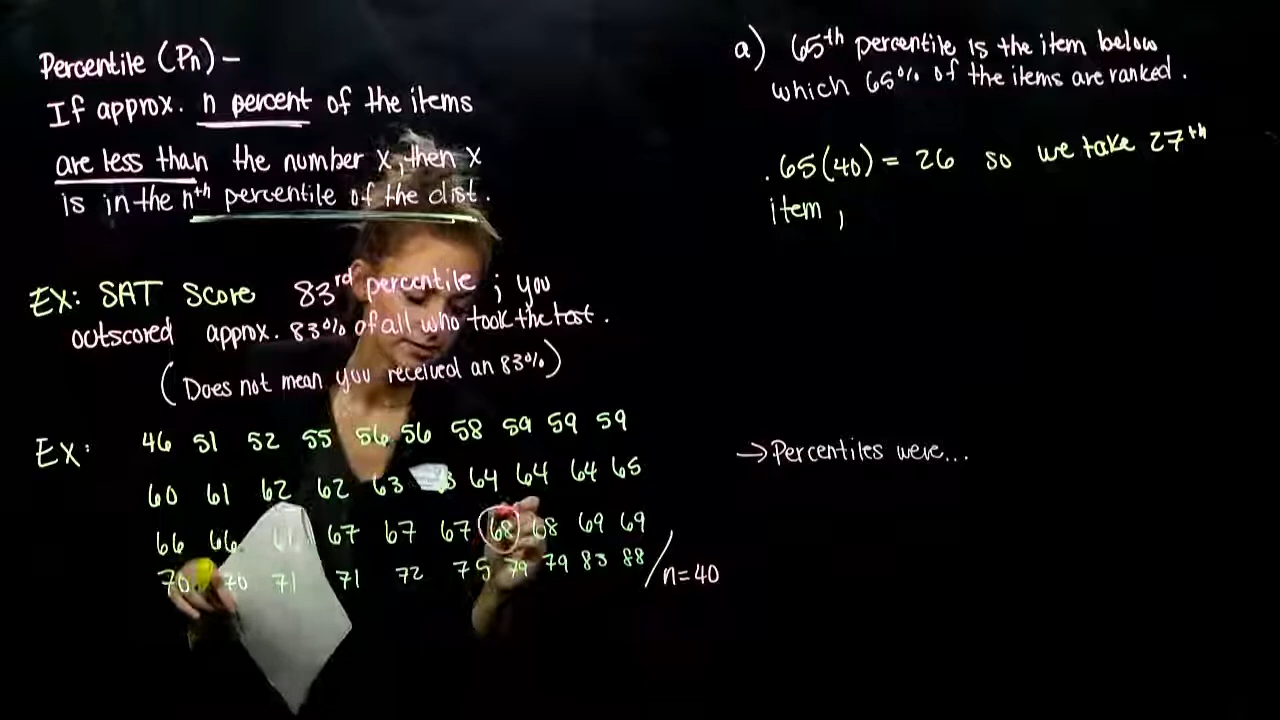 Percentile (Pn) –
If approx. n percent of the items
are less than the number x, then x
is in the nth percentile of the dist.
EX: SAT Score 83rd percentile ; you
outscored approx. 83% of all who took the test.
(Does not mean you received an 83%)
Ex: 46 51 52 55 56 56 58 59 59 59
60 61 62 62 63 64 64 64 65
66 66 67 67 67 68 68 69 69
70 70 71 71 72 75 79 79 83 88 / n=40
a) 65th percentile is the item below
which 65% of the items are ranked.
.65(40) = 26 so we take 27th
item ,
→ Percentiles were...